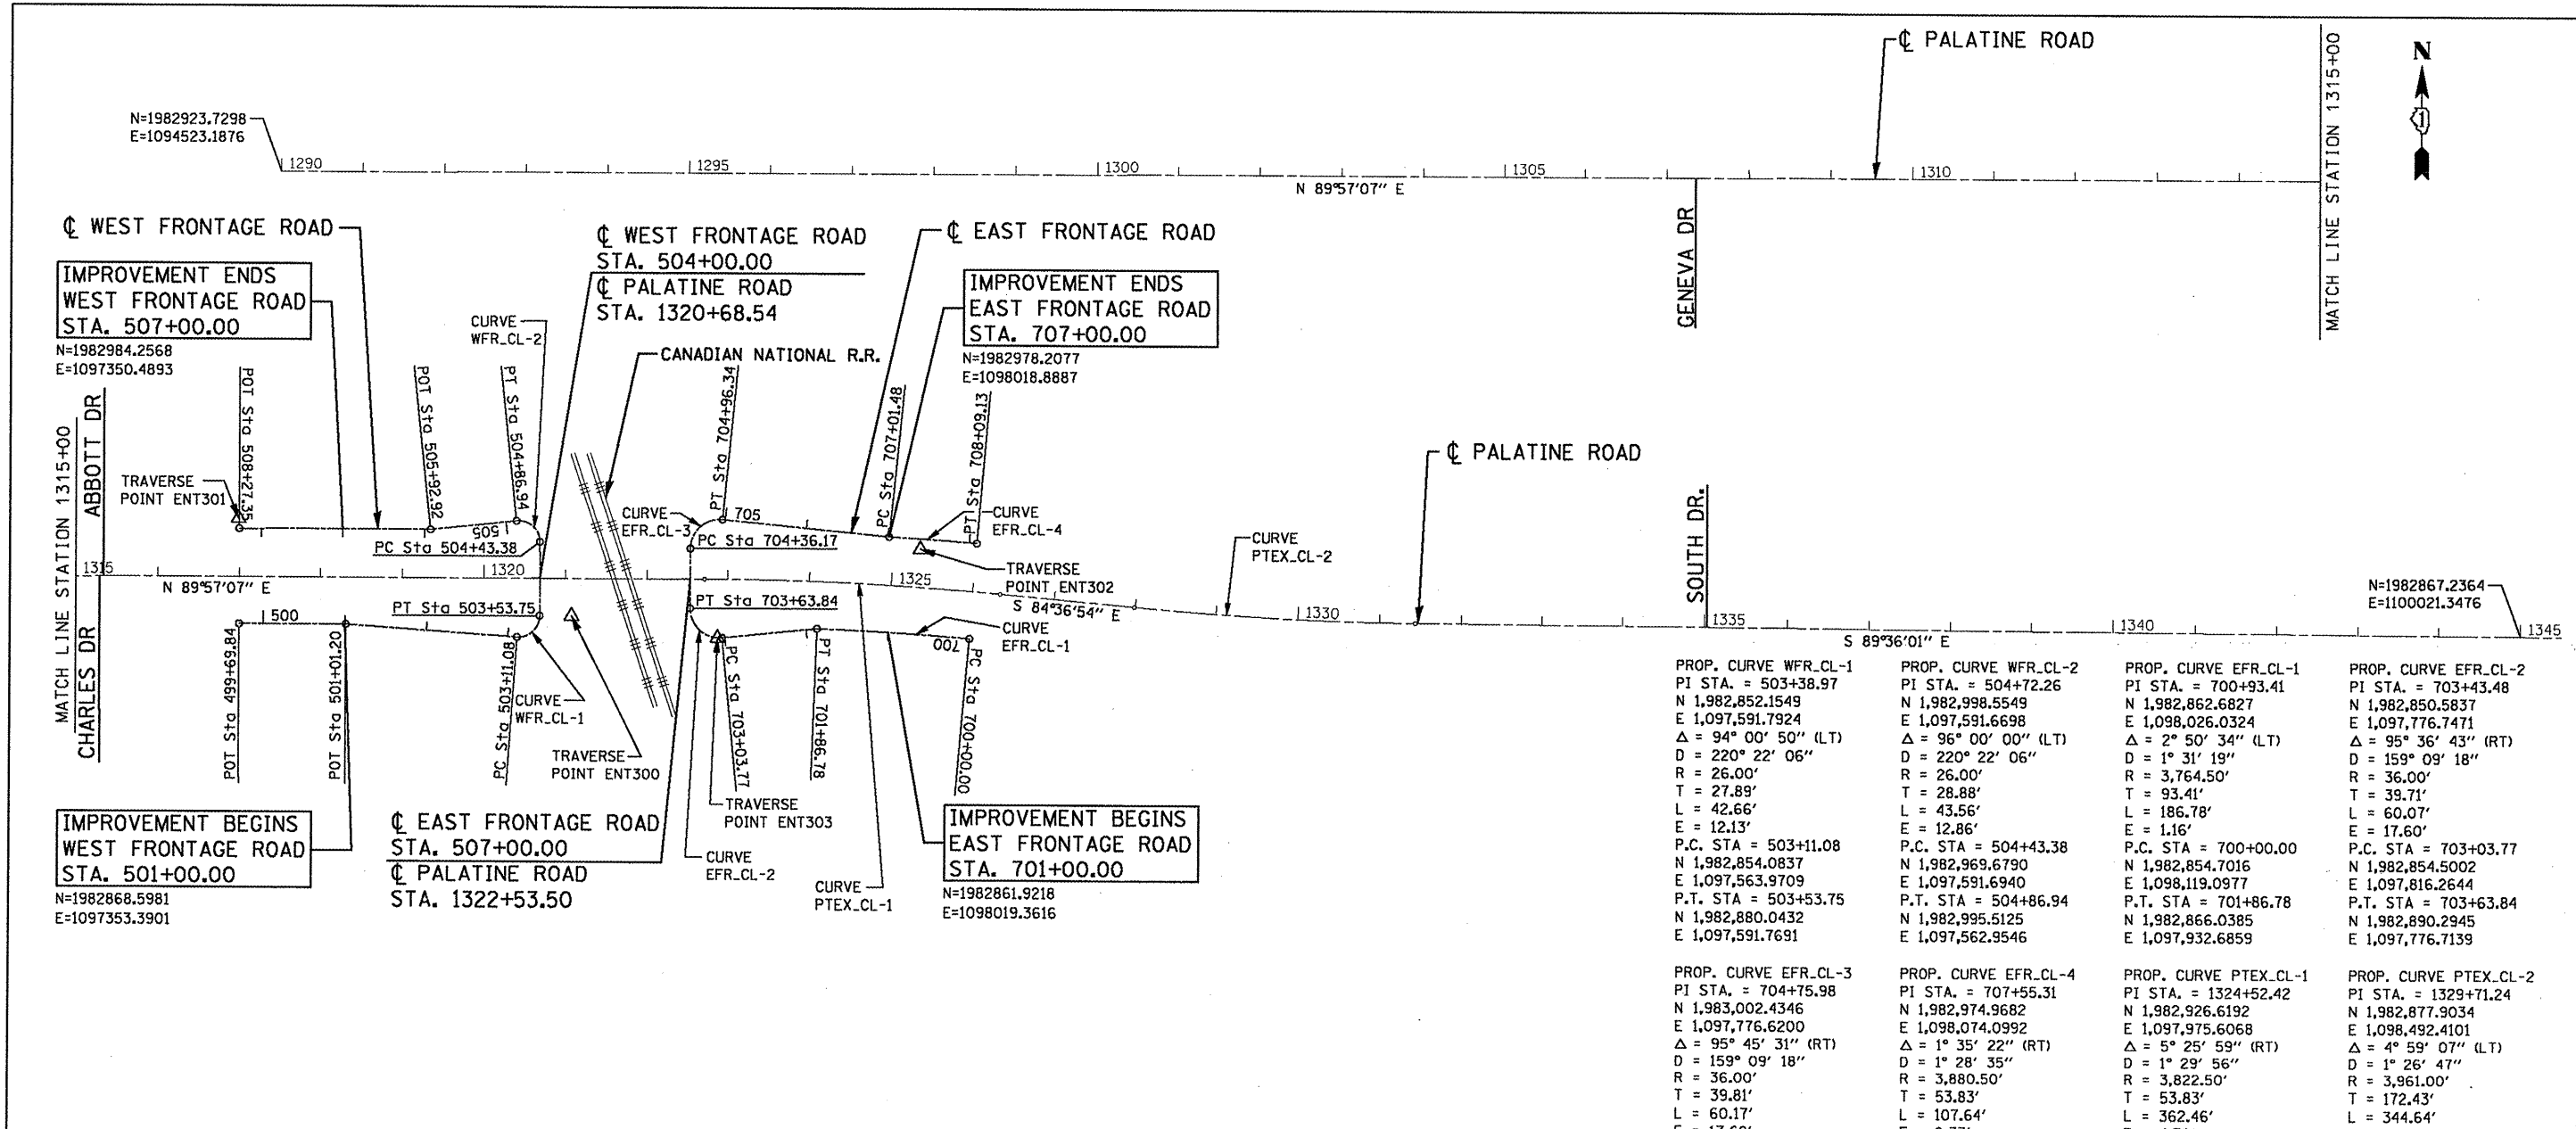 ℄ PALATINE ROAD
MATCH LINE STATION 1315+00
N
1
N=1982923.7298
E=1094523.1876
1290
1295
1300
1305
1310
N 89°57'07" E
GENEVA DR
℄ WEST FRONTAGE ROAD
IMPROVEMENT ENDS
WEST FRONTAGE ROAD
STA. 507+00.00
N=1982984.2568
E=1097350.4893
℄ WEST FRONTAGE ROAD
STA. 504+00.00
℄ PALATINE ROAD
STA. 1320+68.54
CURVE
WFR_CL-2
CANADIAN NATIONAL R.R.
℄ EAST FRONTAGE ROAD
IMPROVEMENT ENDS
EAST FRONTAGE ROAD
STA. 707+00.00
N=1982978.2077
E=1098018.8887
MATCH LINE STATION 1315+00
ABBOTT DR
CHARLES DR
TRAVERSE
POINT ENT301
POT Sta 508+27.35
POT Sta 505+92.92
PT Sta 504+86.94
505
PC Sta 504+43.38
CURVE
EFR_CL-3
PT Sta 704+96.34
705
PC Sta 704+36.17
PC Sta 707+01.48
PT Sta 708+09.13
CURVE
EFR_CL-4
TRAVERSE
POINT ENT302
℄ PALATINE ROAD
CURVE
PTEX_CL-2
SOUTH DR.
1315
1320
1325
1330
1335
1340
1345
N 89°57'07" E
S 84°36'54" E
S 89°36'01" E
N=1982867.2364
E=1100021.3476
PT Sta 503+53.75
PT Sta 703+63.84
500
POT Sta 499+69.84
POT Sta 501+01.20
PC Sta 503+11.08
CURVE
WFR_CL-1
TRAVERSE
POINT ENT300
PC Sta 703+03.77
PT Sta 701+86.78
700
PC Sta 700+00.00
CURVE
EFR_CL-1
TRAVERSE
POINT ENT303
CURVE
EFR_CL-2
CURVE
PTEX_CL-1
IMPROVEMENT BEGINS
WEST FRONTAGE ROAD
STA. 501+00.00
N=1982868.5981
E=1097353.3901
℄ EAST FRONTAGE ROAD
STA. 507+00.00
℄ PALATINE ROAD
STA. 1322+53.50
IMPROVEMENT BEGINS
EAST FRONTAGE ROAD
STA. 701+00.00
N=1982861.9218
E=1098019.3616
PROP. CURVE WFR_CL-1
PI STA. = 503+38.97
N 1,982,852.1549
E 1,097,591.7924
Δ = 94° 00' 50" (LT)
D = 220° 22' 06"
R = 26.00'
T = 27.89'
L = 42.66'
E = 12.13'
P.C. STA = 503+11.08
N 1,982,854.0837
E 1,097,563.9709
P.T. STA = 503+53.75
N 1,982,880.0432
E 1,097,591.7691
PROP. CURVE WFR_CL-2
PI STA. = 504+72.26
N 1,982,998.5549
E 1,097,591.6698
Δ = 96° 00' 00" (LT)
D = 220° 22' 06"
R = 26.00'
T = 28.88'
L = 43.56'
E = 12.86'
P.C. STA = 504+43.38
N 1,982,969.6790
E 1,097,591.6940
P.T. STA = 504+86.94
N 1,982,995.5125
E 1,097,562.9546
PROP. CURVE EFR_CL-1
PI STA. = 700+93.41
N 1,982,862.6827
E 1,098,026.0324
Δ = 2° 50' 34" (LT)
D = 1° 31' 19"
R = 3,764.50'
T = 93.41'
L = 186.78'
E = 1.16'
P.C. STA = 700+00.00
N 1,982,854.7016
E 1,098,119.0977
P.T. STA = 701+86.78
N 1,982,866.0385
E 1,097,932.6859
PROP. CURVE EFR_CL-2
PI STA. = 703+43.48
N 1,982,850.5837
E 1,097,776.7471
Δ = 95° 36' 43" (RT)
D = 159° 09' 18"
R = 36.00'
T = 39.71'
L = 60.07'
E = 17.60'
P.C. STA = 703+03.77
N 1,982,854.5002
E 1,097,816.2644
P.T. STA = 703+63.84
N 1,982,890.2945
E 1,097,776.7139
PROP. CURVE EFR_CL-3
PI STA. = 704+75.98
N 1,983,002.4346
E 1,097,776.6200
Δ = 95° 45' 31" (RT)
D = 159° 09' 18"
R = 36.00'
T = 39.81'
L = 60.17'
PROP. CURVE EFR_CL-4
PI STA. = 707+55.31
N 1,982,974.9682
E 1,098,074.0992
Δ = 1° 35' 22" (RT)
D = 1° 28' 35"
R = 3,880.50'
T = 53.83'
L = 107.64'
PROP. CURVE PTEX_CL-1
PI STA. = 1324+52.42
N 1,982,926.6192
E 1,097,975.6068
Δ = 5° 25' 59" (RT)
D = 1° 29' 56"
R = 3,822.50'
T = 53.83'
L = 362.46'
PROP. CURVE PTEX_CL-2
PI STA. = 1329+71.24
N 1,982,877.9034
E 1,098,492.4101
Δ = 4° 59' 07" (LT)
D = 1° 26' 47"
R = 3,961.00'
T = 172.43'
L = 344.64'